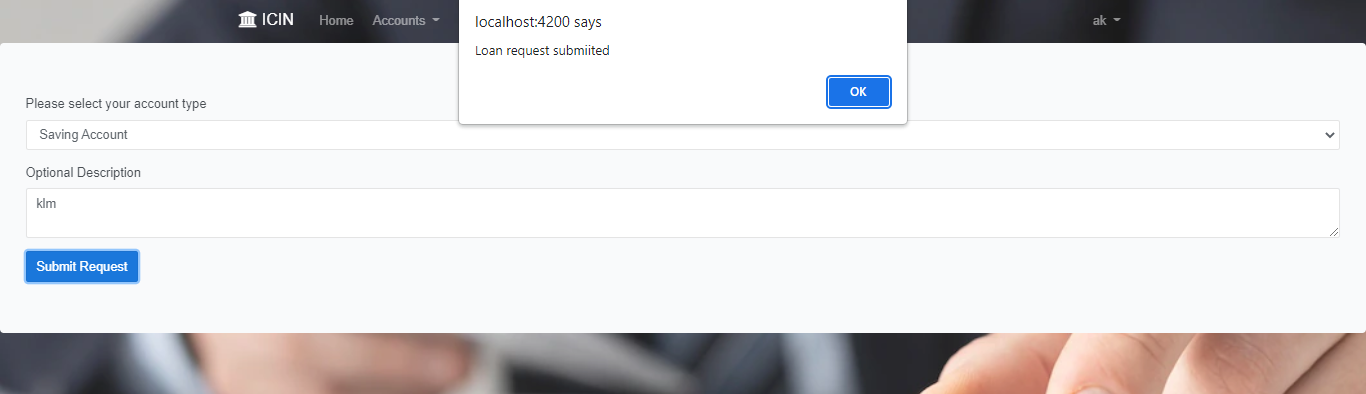 ICIN Home Accounts ak
localhost:4200 says
Loan request submiited
OK
Please select your account type
Saving Account
Optional Description
klm
Submit Request